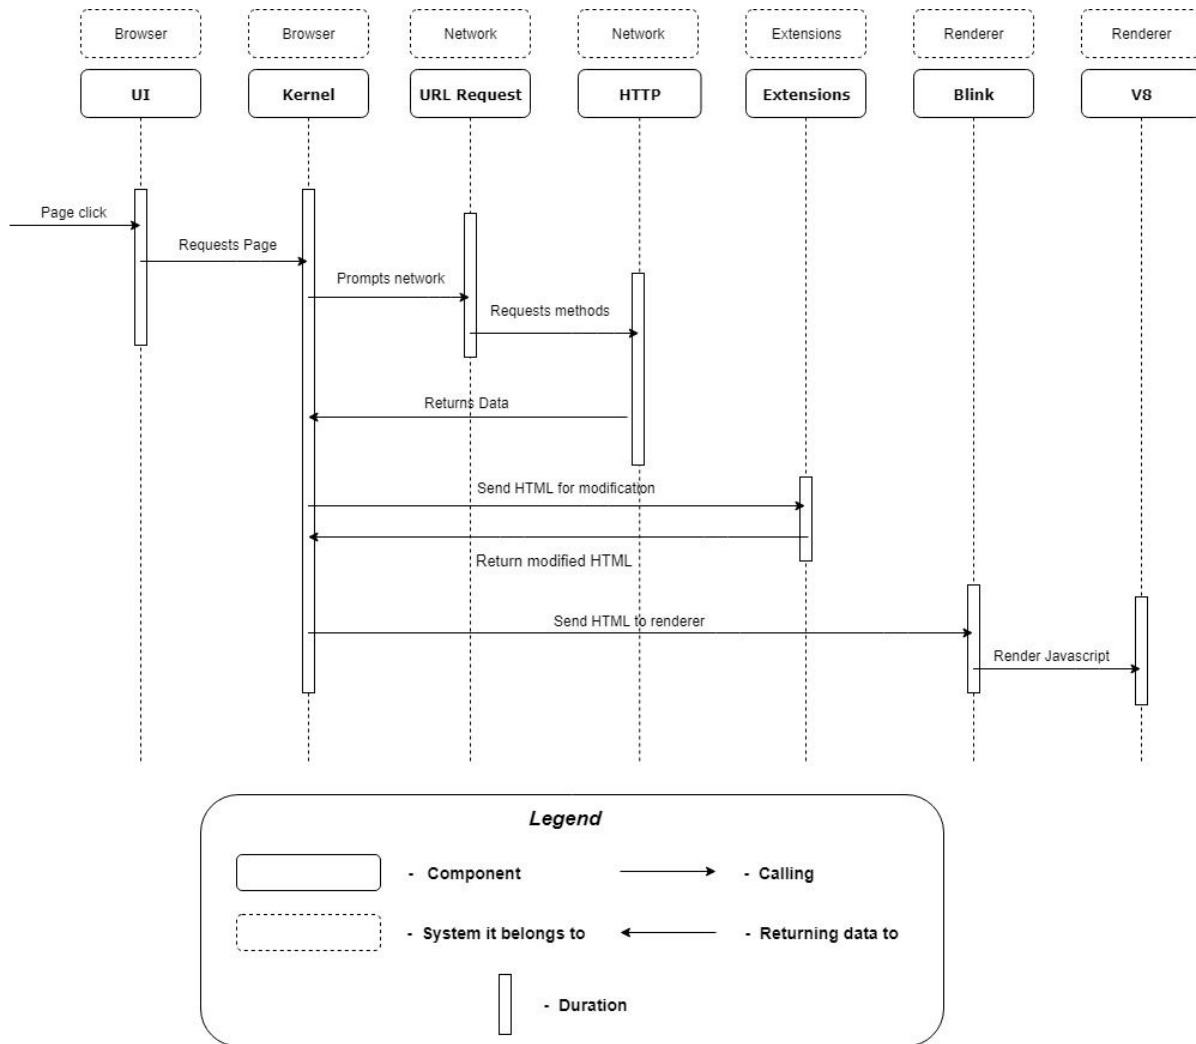 Browser
Browser
Network
Network
Extensions
Renderer
Renderer
UI
Kernel
URL Request
HTTP
Extensions
Blink
V8
Page click
Requests Page
Prompts network
Requests methods
Returns Data
Send HTML for modification
Return modified HTML
Send HTML to renderer
Render Javascript
Legend
- Component
- Calling
- System it belongs to
- Returning data to
- Duration